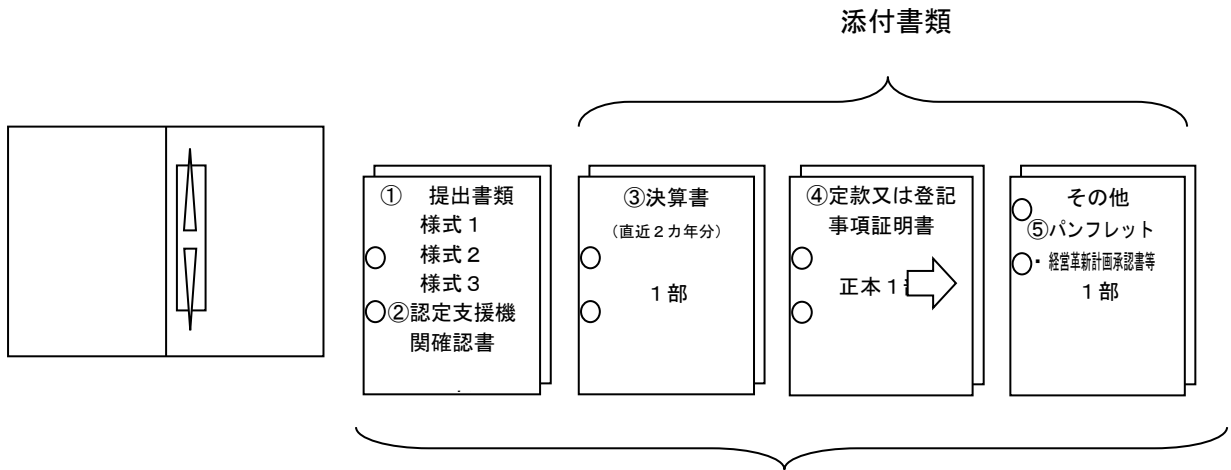 添付書類
① 提出書類
様式1
様式2
様式3
②認定支援機
関確認書
③決算書
（直近2カ年分）
1部
④定款又は登記
事項証明書
正本1
その他
⑤パンフレット
・経営革新計画承認書等
1部